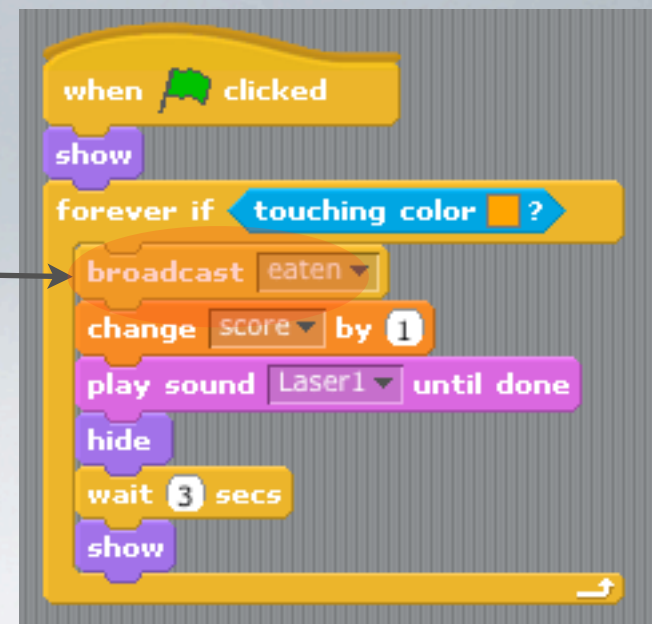 when clicked
show
forever if touching color ?
broadcast eaten
change score by 1
play sound Laser1 until done
hide
wait 3 secs
show